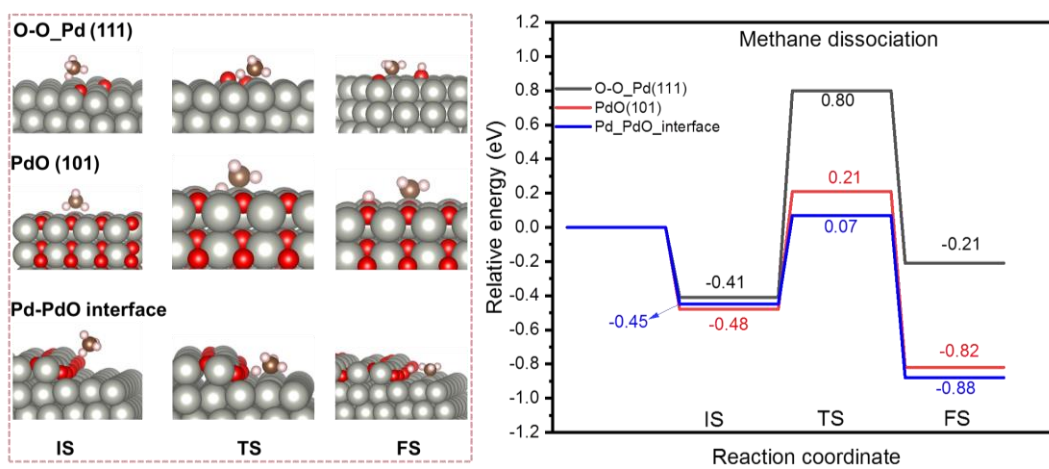 O-O_Pd (111)
PdO (101)
Pd-PdO interface
IS TS FS
Methane dissociation
O-O_Pd(111)
PdO(101)
Pd_PdO_interface
1.2
1.0
0.8
0.6
0.4
0.2
0.0
-0.2
-0.4
-0.6
-0.8
-1.0
-1.2
Relative energy (eV)
0.80
0.21
0.07
-0.21
-0.41
-0.45
-0.48
-0.82
-0.88
IS TS FS
Reaction coordinate